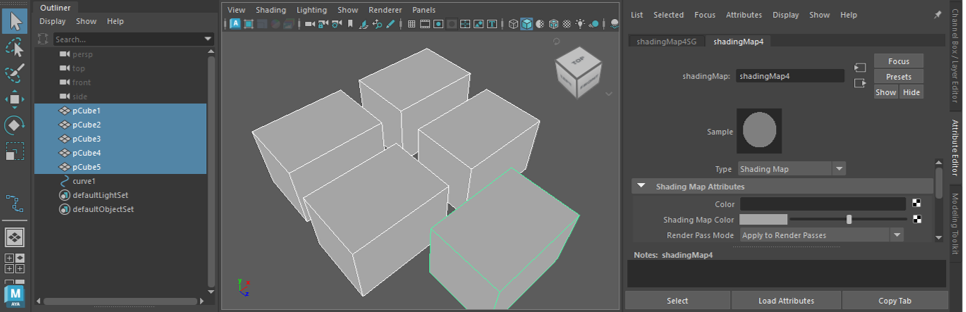 Outliner
Display Show Help
Search...
persp
top
front
side
pCube1
pCube2
pCube3
pCube4
pCube5
curve1
defaultLightSet
defaultObjectSet
M
View Shading Lighting Show Renderer Panels
TOP
List Selected Focus Attributes Display Show Help
shadingMap4SG shadingMap4
shadingMap: shadingMap4
Focus
Presets
Show Hide
Sample
Type Shading Map
Shading Map Attributes
Color
Shading Map Color
Render Pass Mode Apply to Render Passes
Notes: shadingMap4
Select Load Attributes Copy Tab
Channel Box / Layer Editor
Attribute Editor
Modeling Toolkit